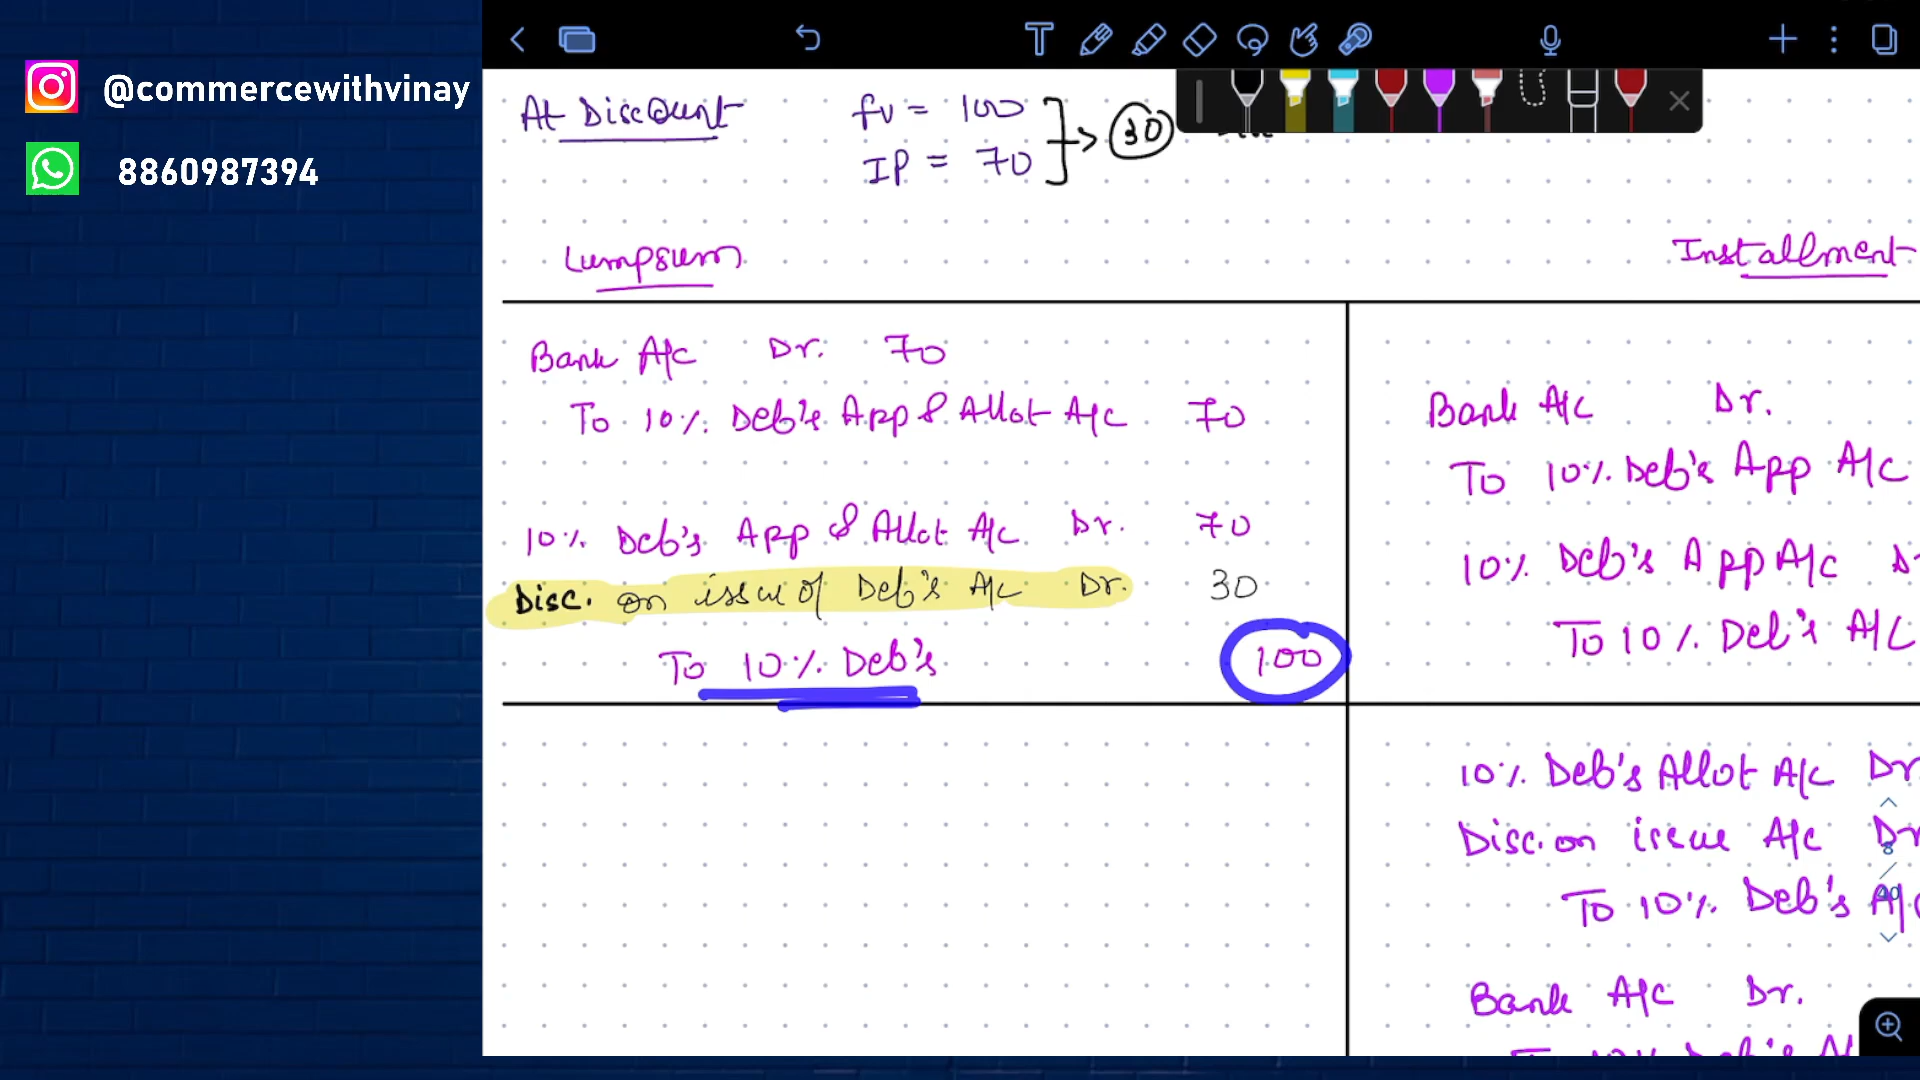 @commercewithvinay
8860987394
At Discount
fv = 100
IP = 70
30
Lumpsum
Installment
Bank A/c Dr. 70
To 10% Deb's App & Allot A/c 70
10% Deb's App & Allot A/c Dr. 70
Disc. on issue of Deb's A/c Dr. 30
To 10% Deb's 100
Bank A/c Dr.
To 10% Deb's App A/c
10% Deb's App A/c D
To 10% Deb's A/c
10% Deb's Allot A/c Dr
Disc. on issue A/c Dr
To 10% Deb's A/c
Bank A/c Dr.